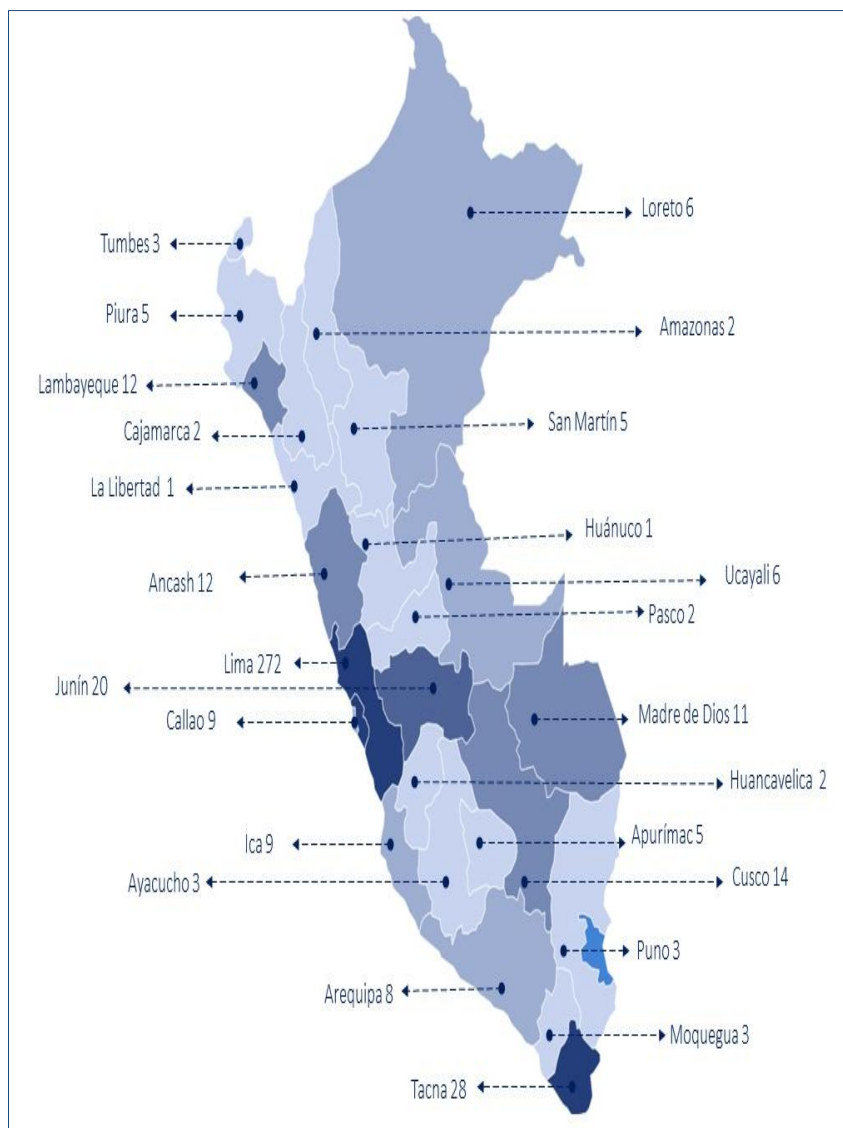 Loreto 6
Tumbes 3
Piura 5
Amazonas 2
Lambayeque 12
San Martín 5
Cajamarca 2
La Libertad 1
Huánuco 1
Ancash 12
Ucayali 6
Pasco 2
Lima 272
Junín 20
Callao 9
Madre de Dios 11
Huancavelica 2
Ica 9
Apurímac 5
Ayacucho 3
Cusco 14
Puno 3
Arequipa 8
Moquegua 3
Tacna 28